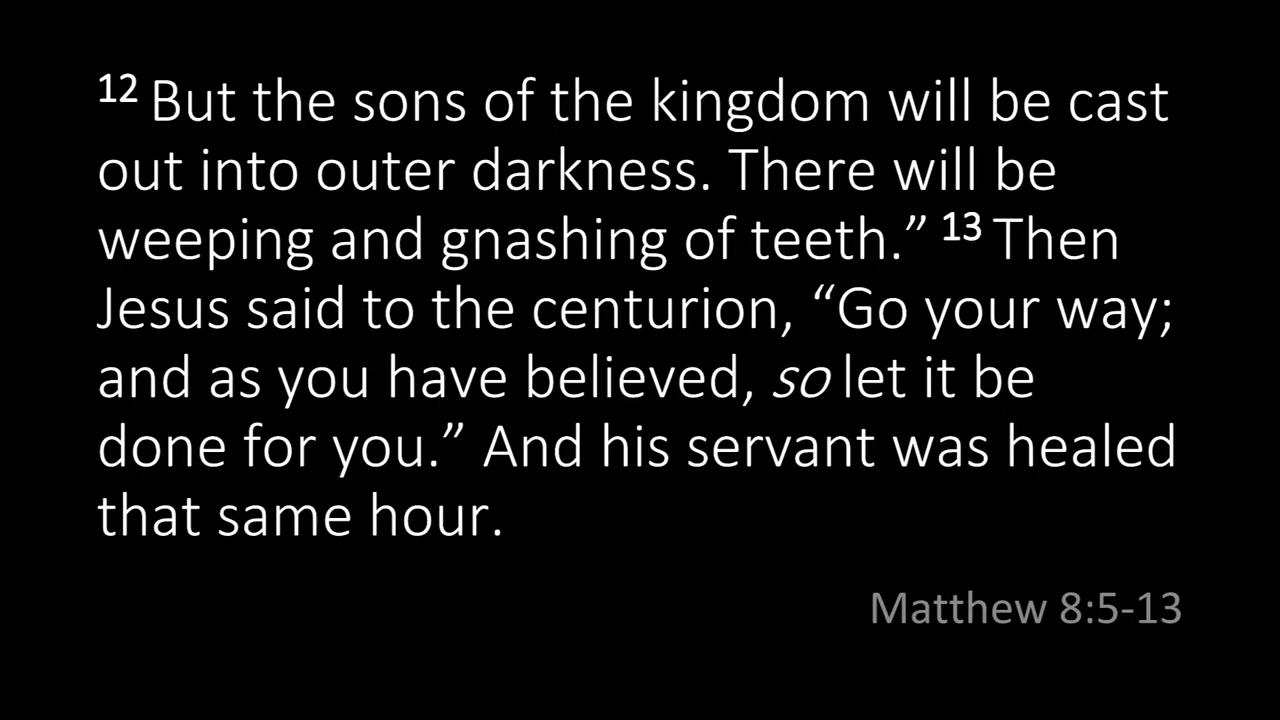 12 But the sons of the kingdom will be cast
out into outer darkness. There will be
weeping and gnashing of teeth.” 13 Then
Jesus said to the centurion, “Go your way;
and as you have believed, so let it be
done for you.” And his servant was healed
that same hour.
Matthew 8:5-13